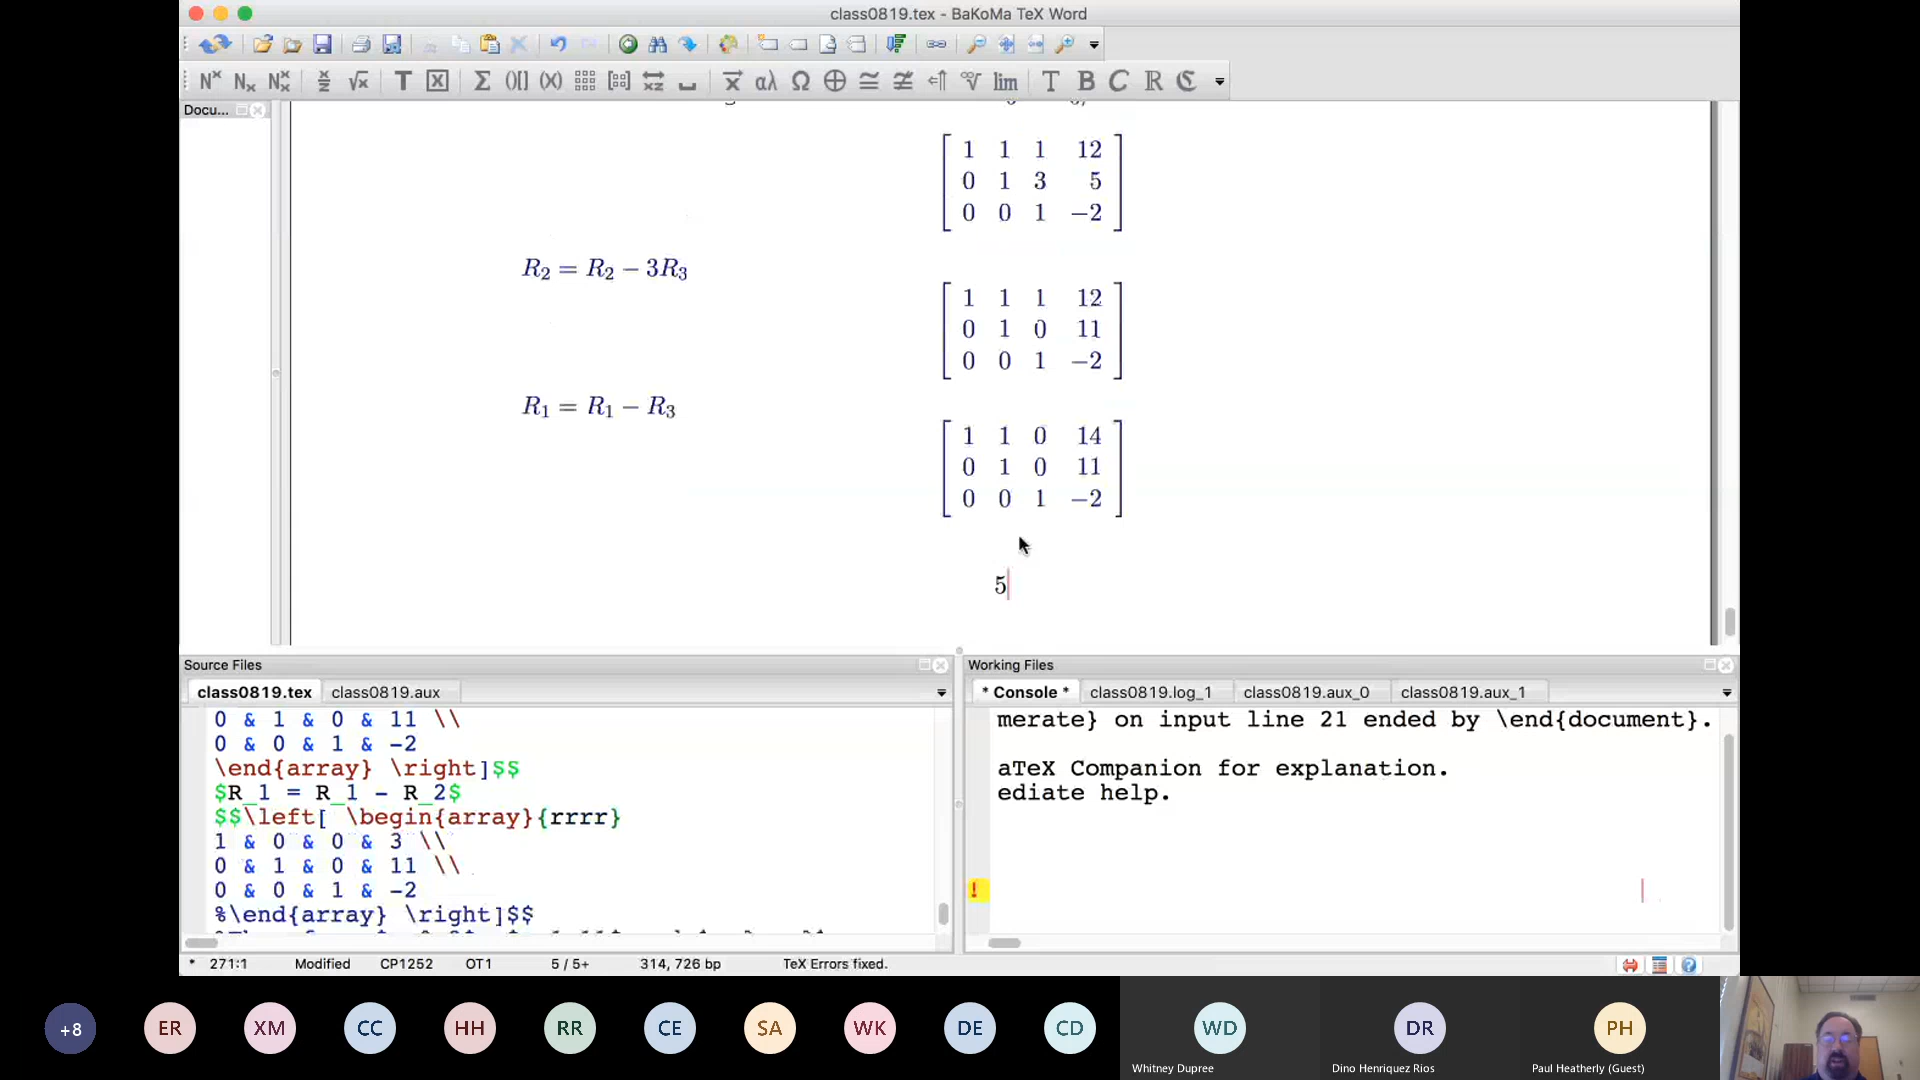 class0819.tex - BaKoMa TeX Word
lim
T B C R C
Docu...
1 1 1 12
0 1 3 5
0 0 1 −2
R2 = R2 − 3R3
1 1 1 12
0 1 0 11
0 0 1 −2
R1 = R1 − R3
1 1 0 14
0 1 0 11
0 0 1 −2
5
Source Files
class0819.tex class0819.aux
0 & 1 & 0 & 11 \\
0 & 0 & 1 & -2
\end{array} \right]$$
$R_1 = R_1 - R_2$
$$\left[ \begin{array}{rrrr}
1 & 0 & 0 & 3 \\
0 & 1 & 0 & 11 \\
0 & 0 & 1 & -2
%\end{array} \right]$$
Working Files
* Console * class0819.log_1 class0819.aux_0 class0819.aux_1
merate} on input line 21 ended by \end{document}.
aTeX Companion for explanation.
ediate help.
!
* 271:1 Modified CP1252 OT1 5 / 5+ 314, 726 bp TeX Errors fixed.
+8 ER XM CC HH RR CE SA WK DE CD WD DR PH
Whitney Dupree Dino Henriquez Rios Paul Heatherly (Guest)